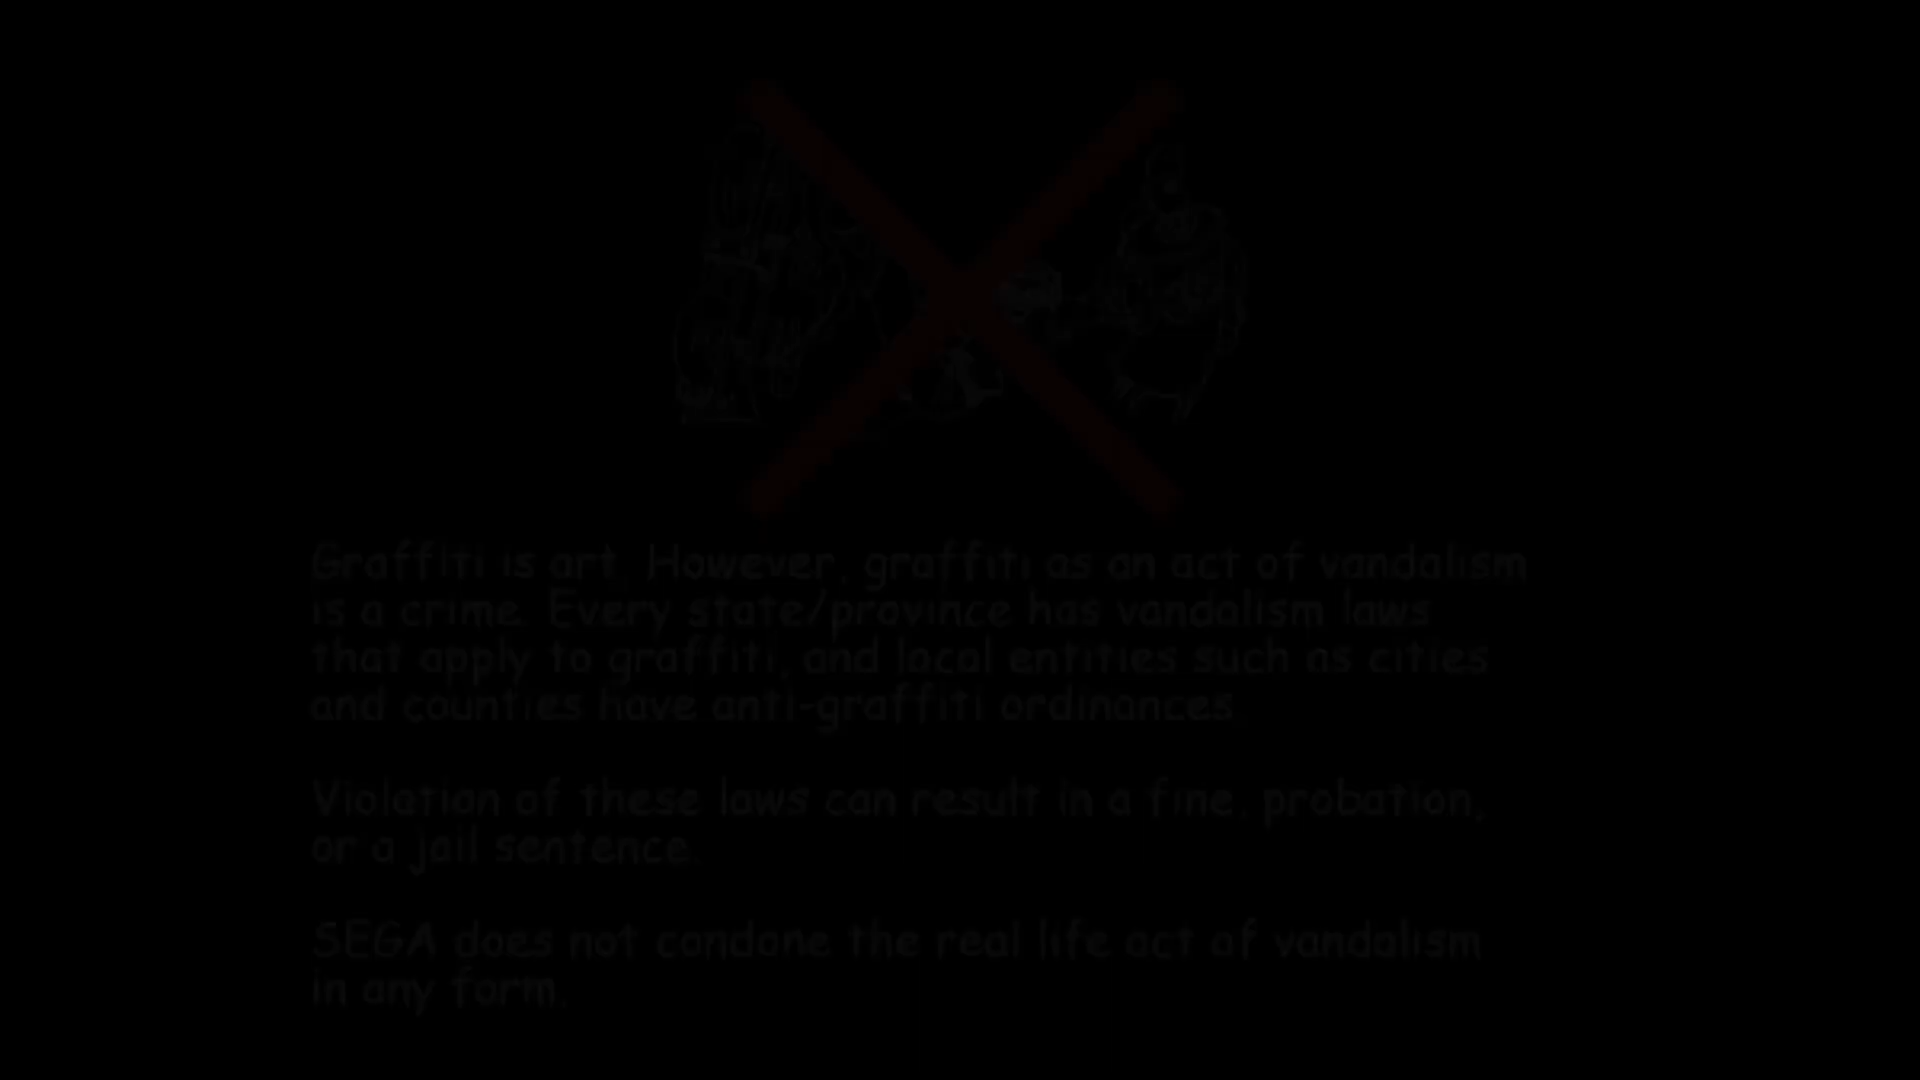 Graffiti is art. However, graffiti as an act of vandalism
is a crime. Every state/province has vandalism laws
that apply to graffiti, and local entities such as cities
and counties have anti-graffiti ordinances.
Violation of these laws can result in a fine, probation,
or a jail sentence.
SEGA does not condone the real life act of vandalism
in any form.